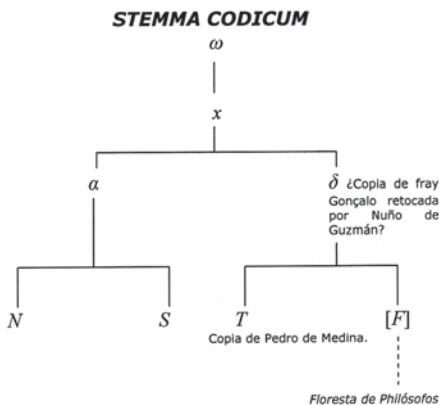 STEMMA CODICUM
ω
x
α
δ ¿Copia de fray
Gonçalo retocada
por Nuño de
Guzmán?
N
S
T
[F]
Copia de Pedro de Medina.
Floresta de Philósofos